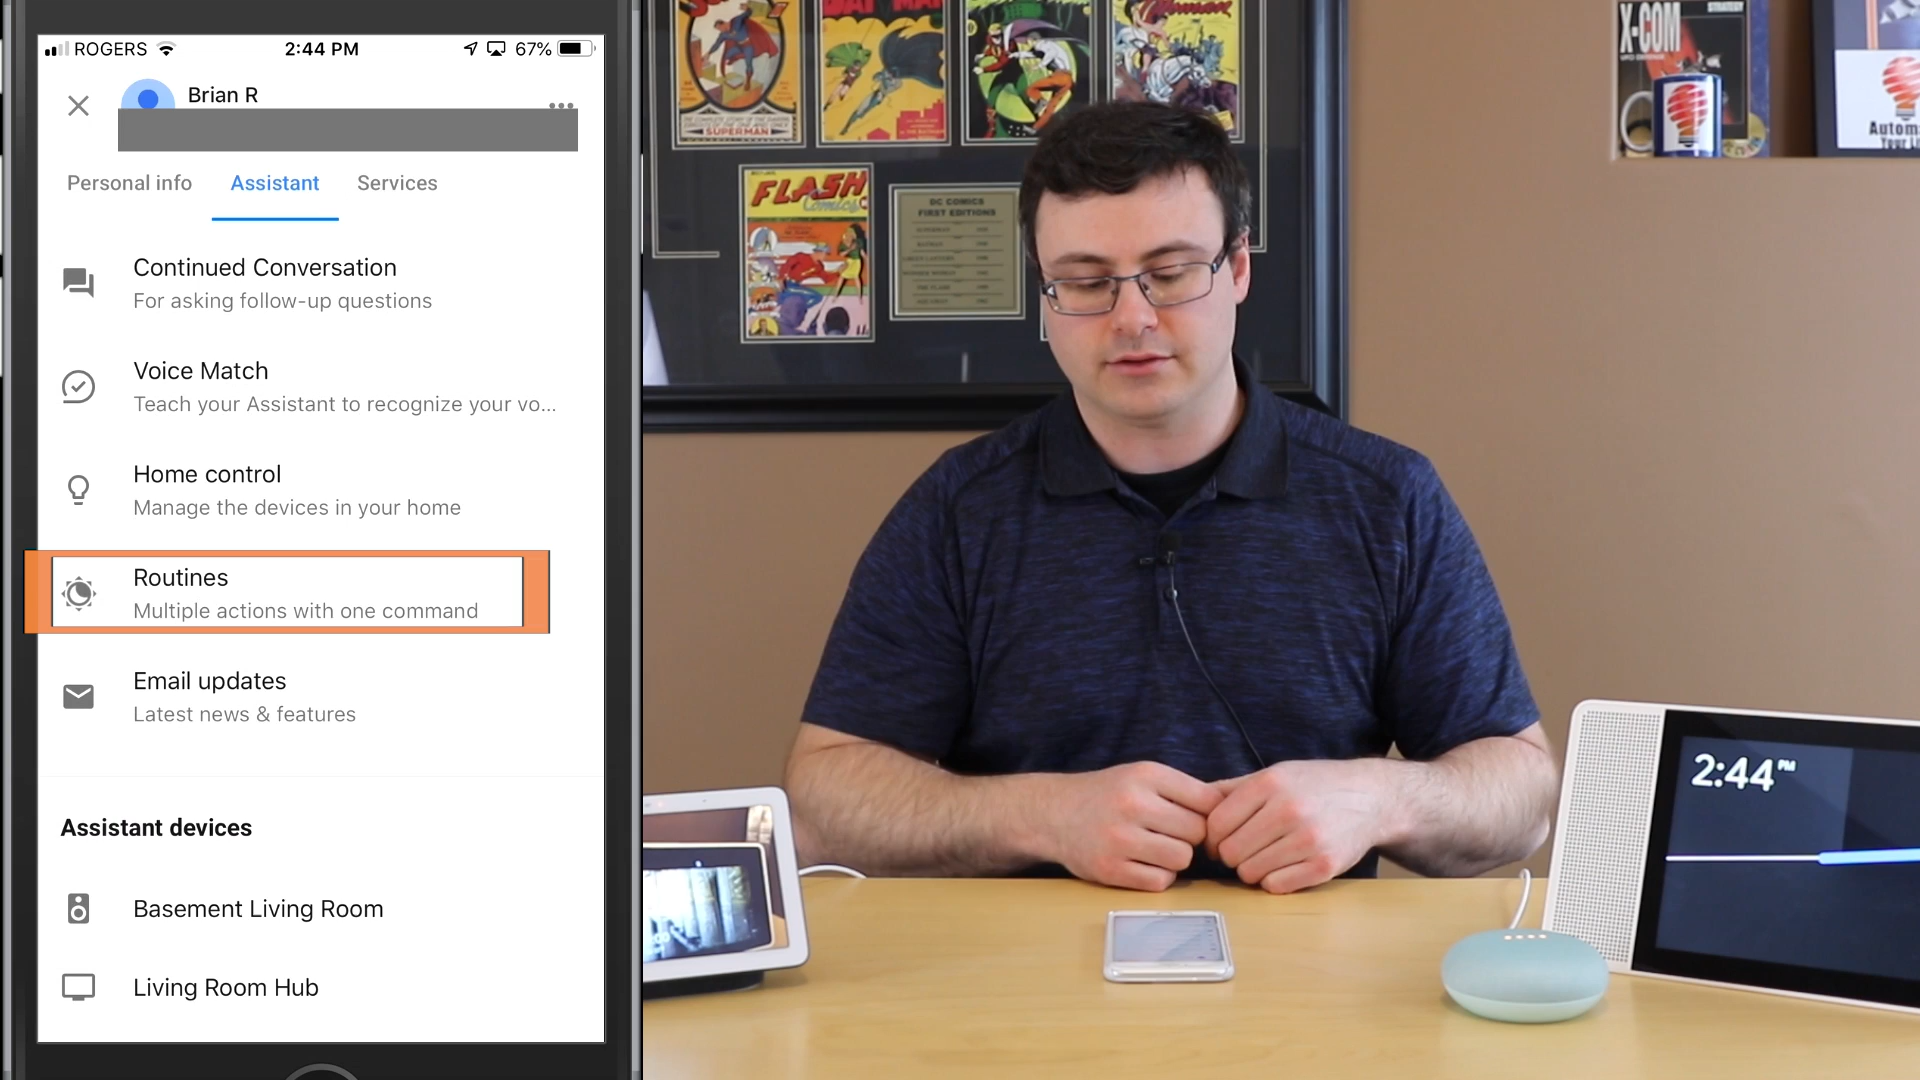 ROGERS
2:44 PM
67%
Brian R
Personal info
Assistant
Services
Continued Conversation
For asking follow-up questions
Voice Match
Teach your Assistant to recognize your vo...
Home control
Manage the devices in your home
Routines
Multiple actions with one command
Email updates
Latest news & features
Assistant devices
Basement Living Room
Living Room Hub
SUPERMAN
FLASH
Comics
DC COMICS
FIRST EDITIONS
X-COM
STRATEGY
2:44 PM